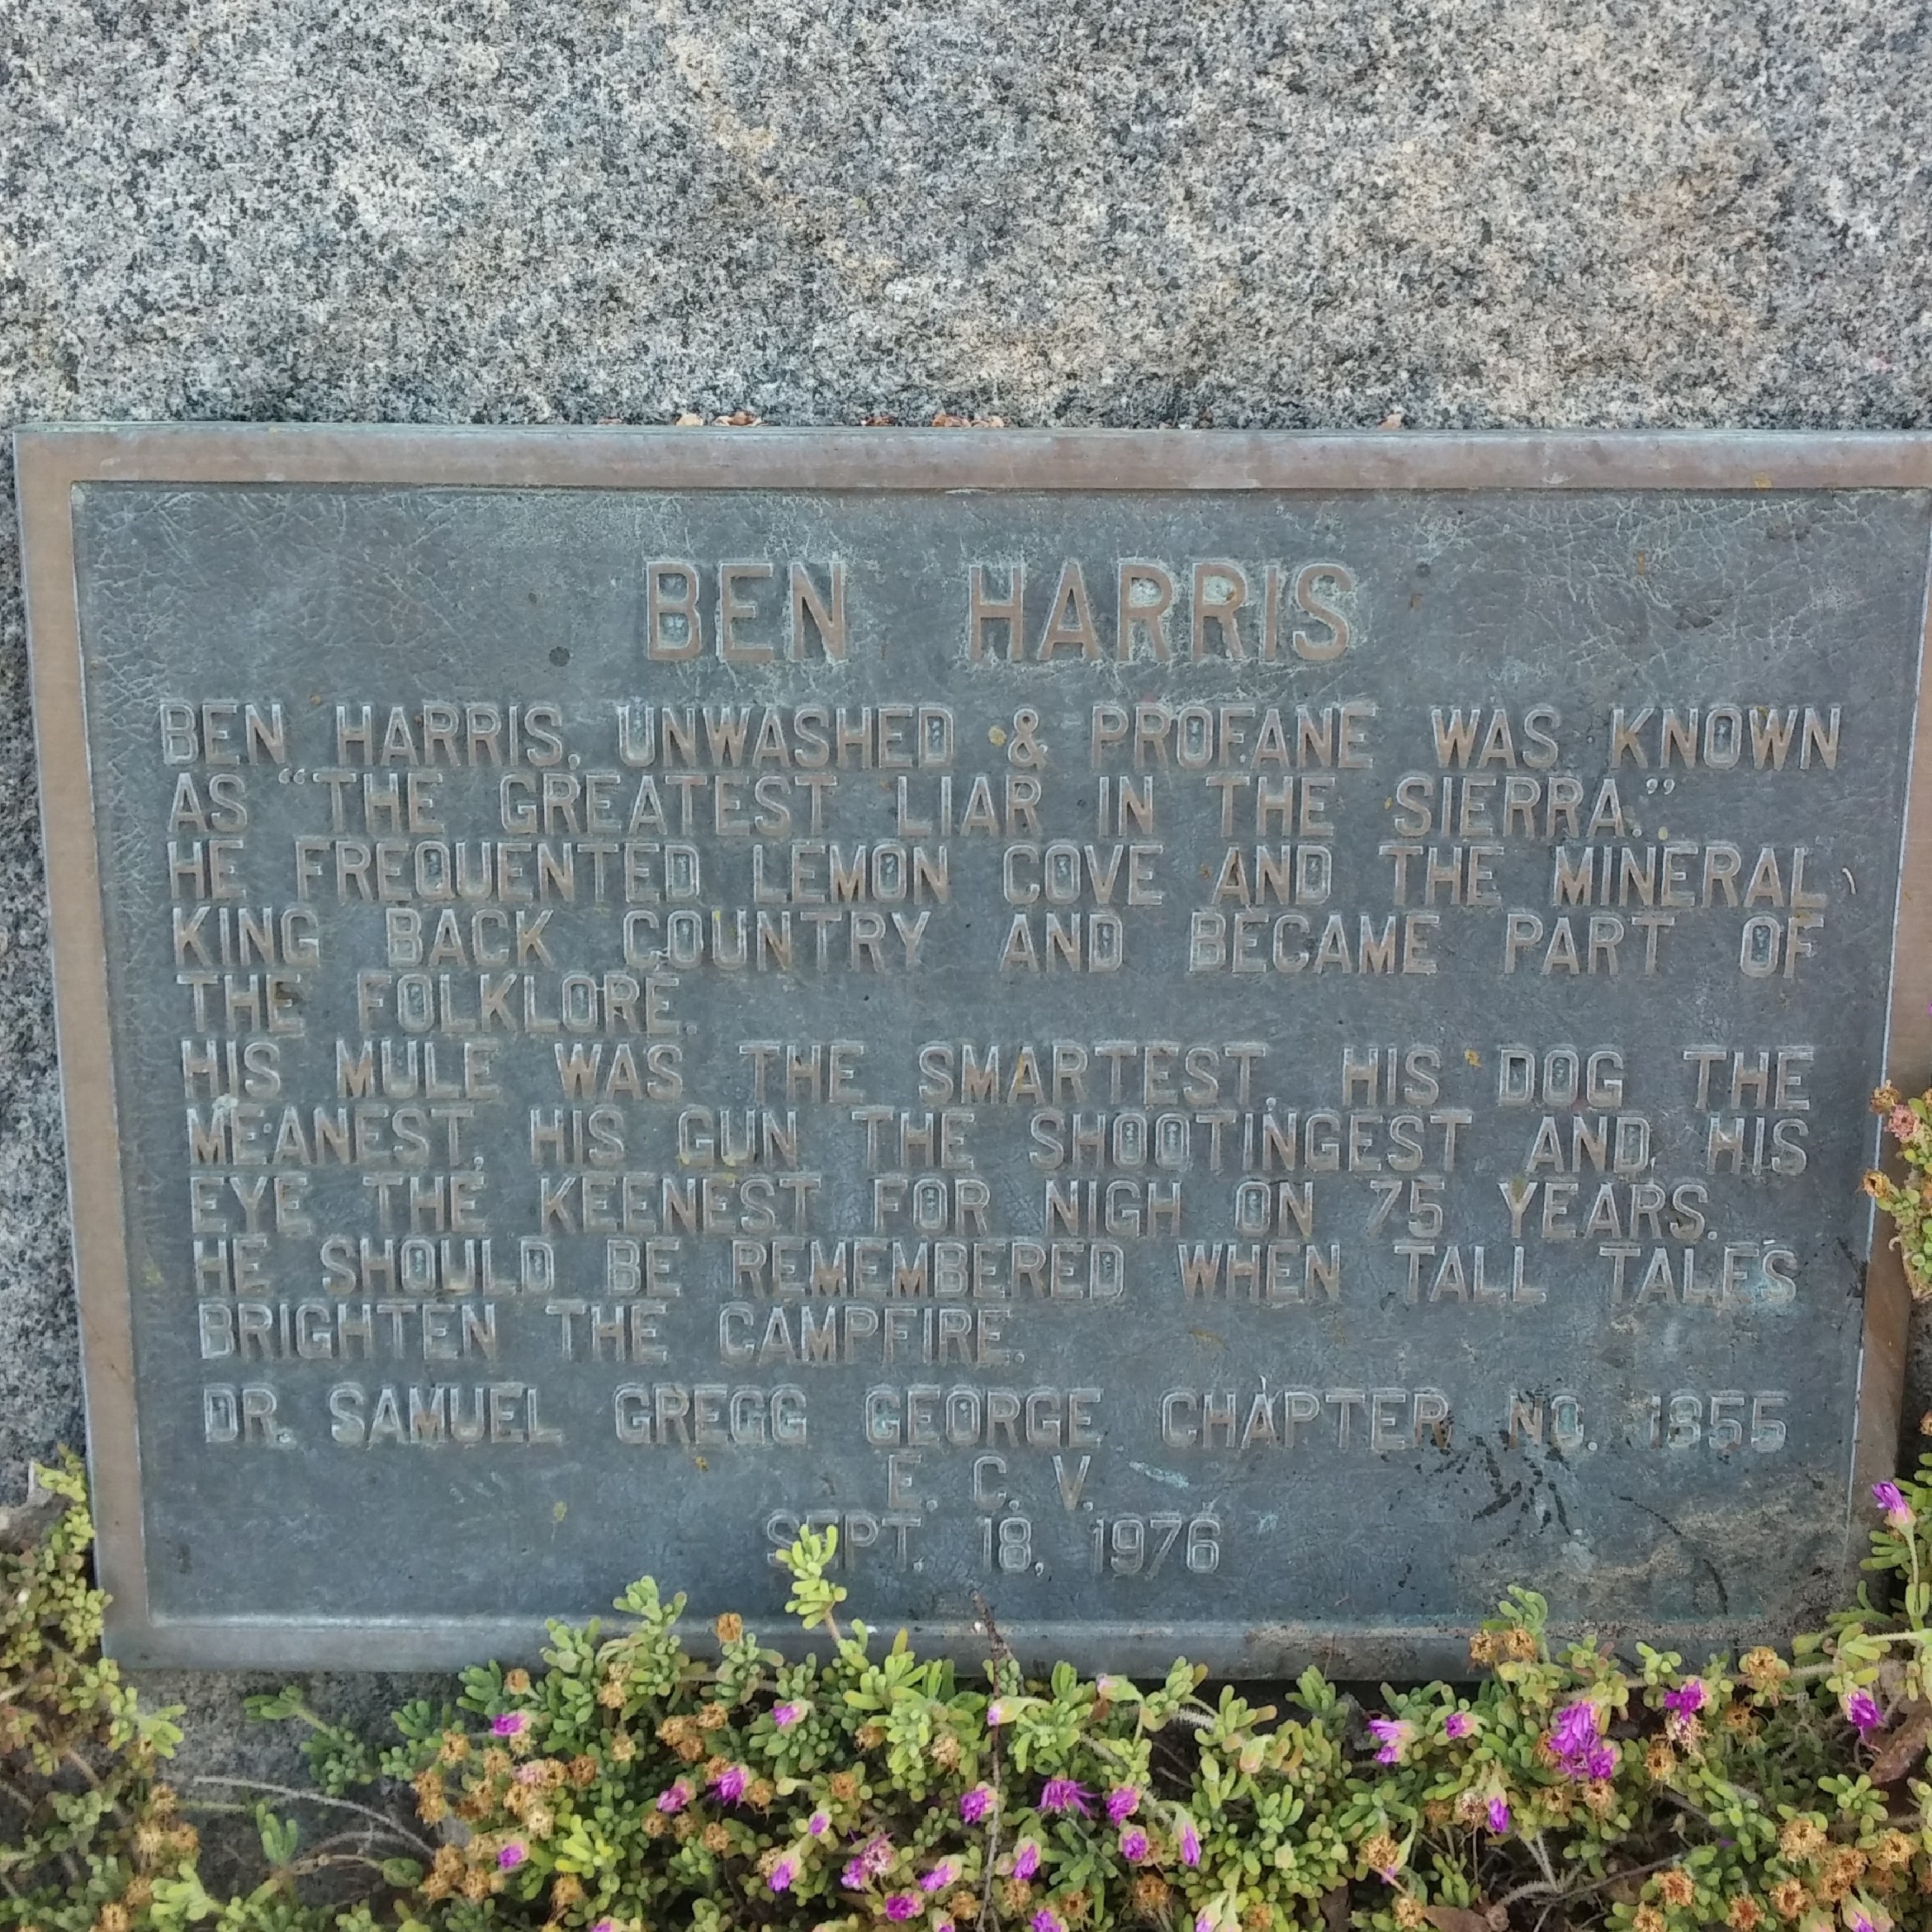 BEN HARRIS
BEN HARRIS, UNWASHED & PROFANE WAS KNOWN
AS “THE GREATEST LIAR IN THE SIERRA.”
HE FREQUENTED LEMON COVE AND THE MINERAL
KING BACK COUNTRY AND BECAME PART OF
THE FOLKLORE.
HIS MULE WAS THE SMARTEST, HIS DOG THE
MEANEST, HIS GUN THE SHOOTINGEST AND HIS
EYE THE KEENEST FOR NIGH ON 75 YEARS.
HE SHOULD BE REMEMBERED WHEN TALL TALES
BRIGHTEN THE CAMPFIRE.
DR. SAMUEL GREGG GEORGE CHAPTER NO. 1855
E. C. V.
SEPT. 18, 1976